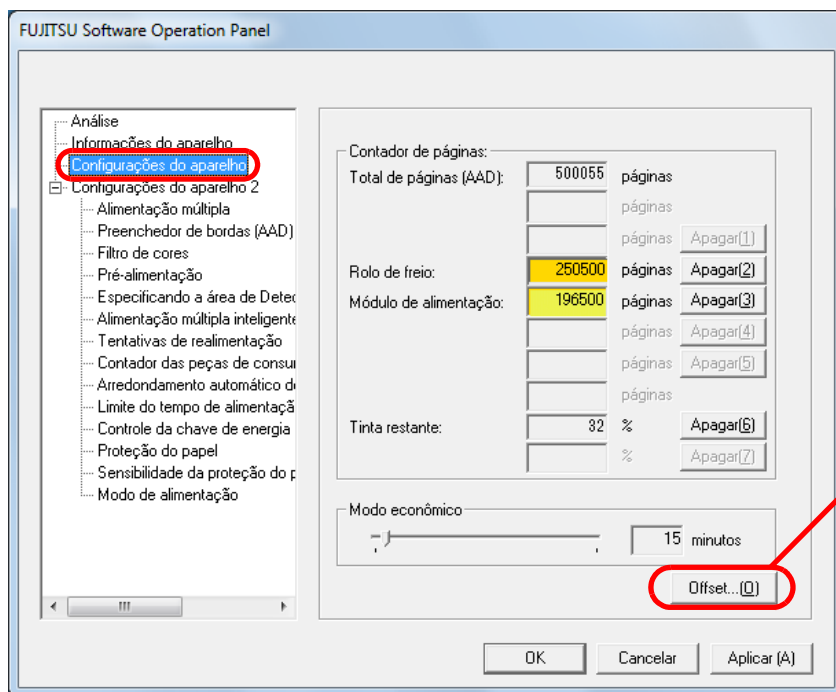 FUJITSU Software Operation Panel
Análise
Informações do aparelho
Configurações do aparelho
Configurações do aparelho 2
Alimentação múltipla
Preenchedor de bordas (AAD)
Filtro de cores
Pré-alimentação
Especificando a área de Detec
Alimentação múltipla inteligente
Tentativas de realimentação
Contador das peças de consu
Arredondamento automático d
Limite do tempo de alimentaçã
Controle da chave de energia
Proteção do papel
Sensibilidade da proteção do p
Modo de alimentação
Contador de páginas:
Total de páginas (AAD): 500055 páginas
páginas
páginas Apagar(1)
Rolo de freio: 250500 páginas Apagar(2)
Módulo de alimentação: 196500 páginas Apagar(3)
páginas Apagar(4)
páginas Apagar(5)
páginas
Tinta restante: 32 % Apagar(6)
% Apagar(7)
Modo econômico
15 minutos
Offset...(O)
OK Cancelar Aplicar (A)